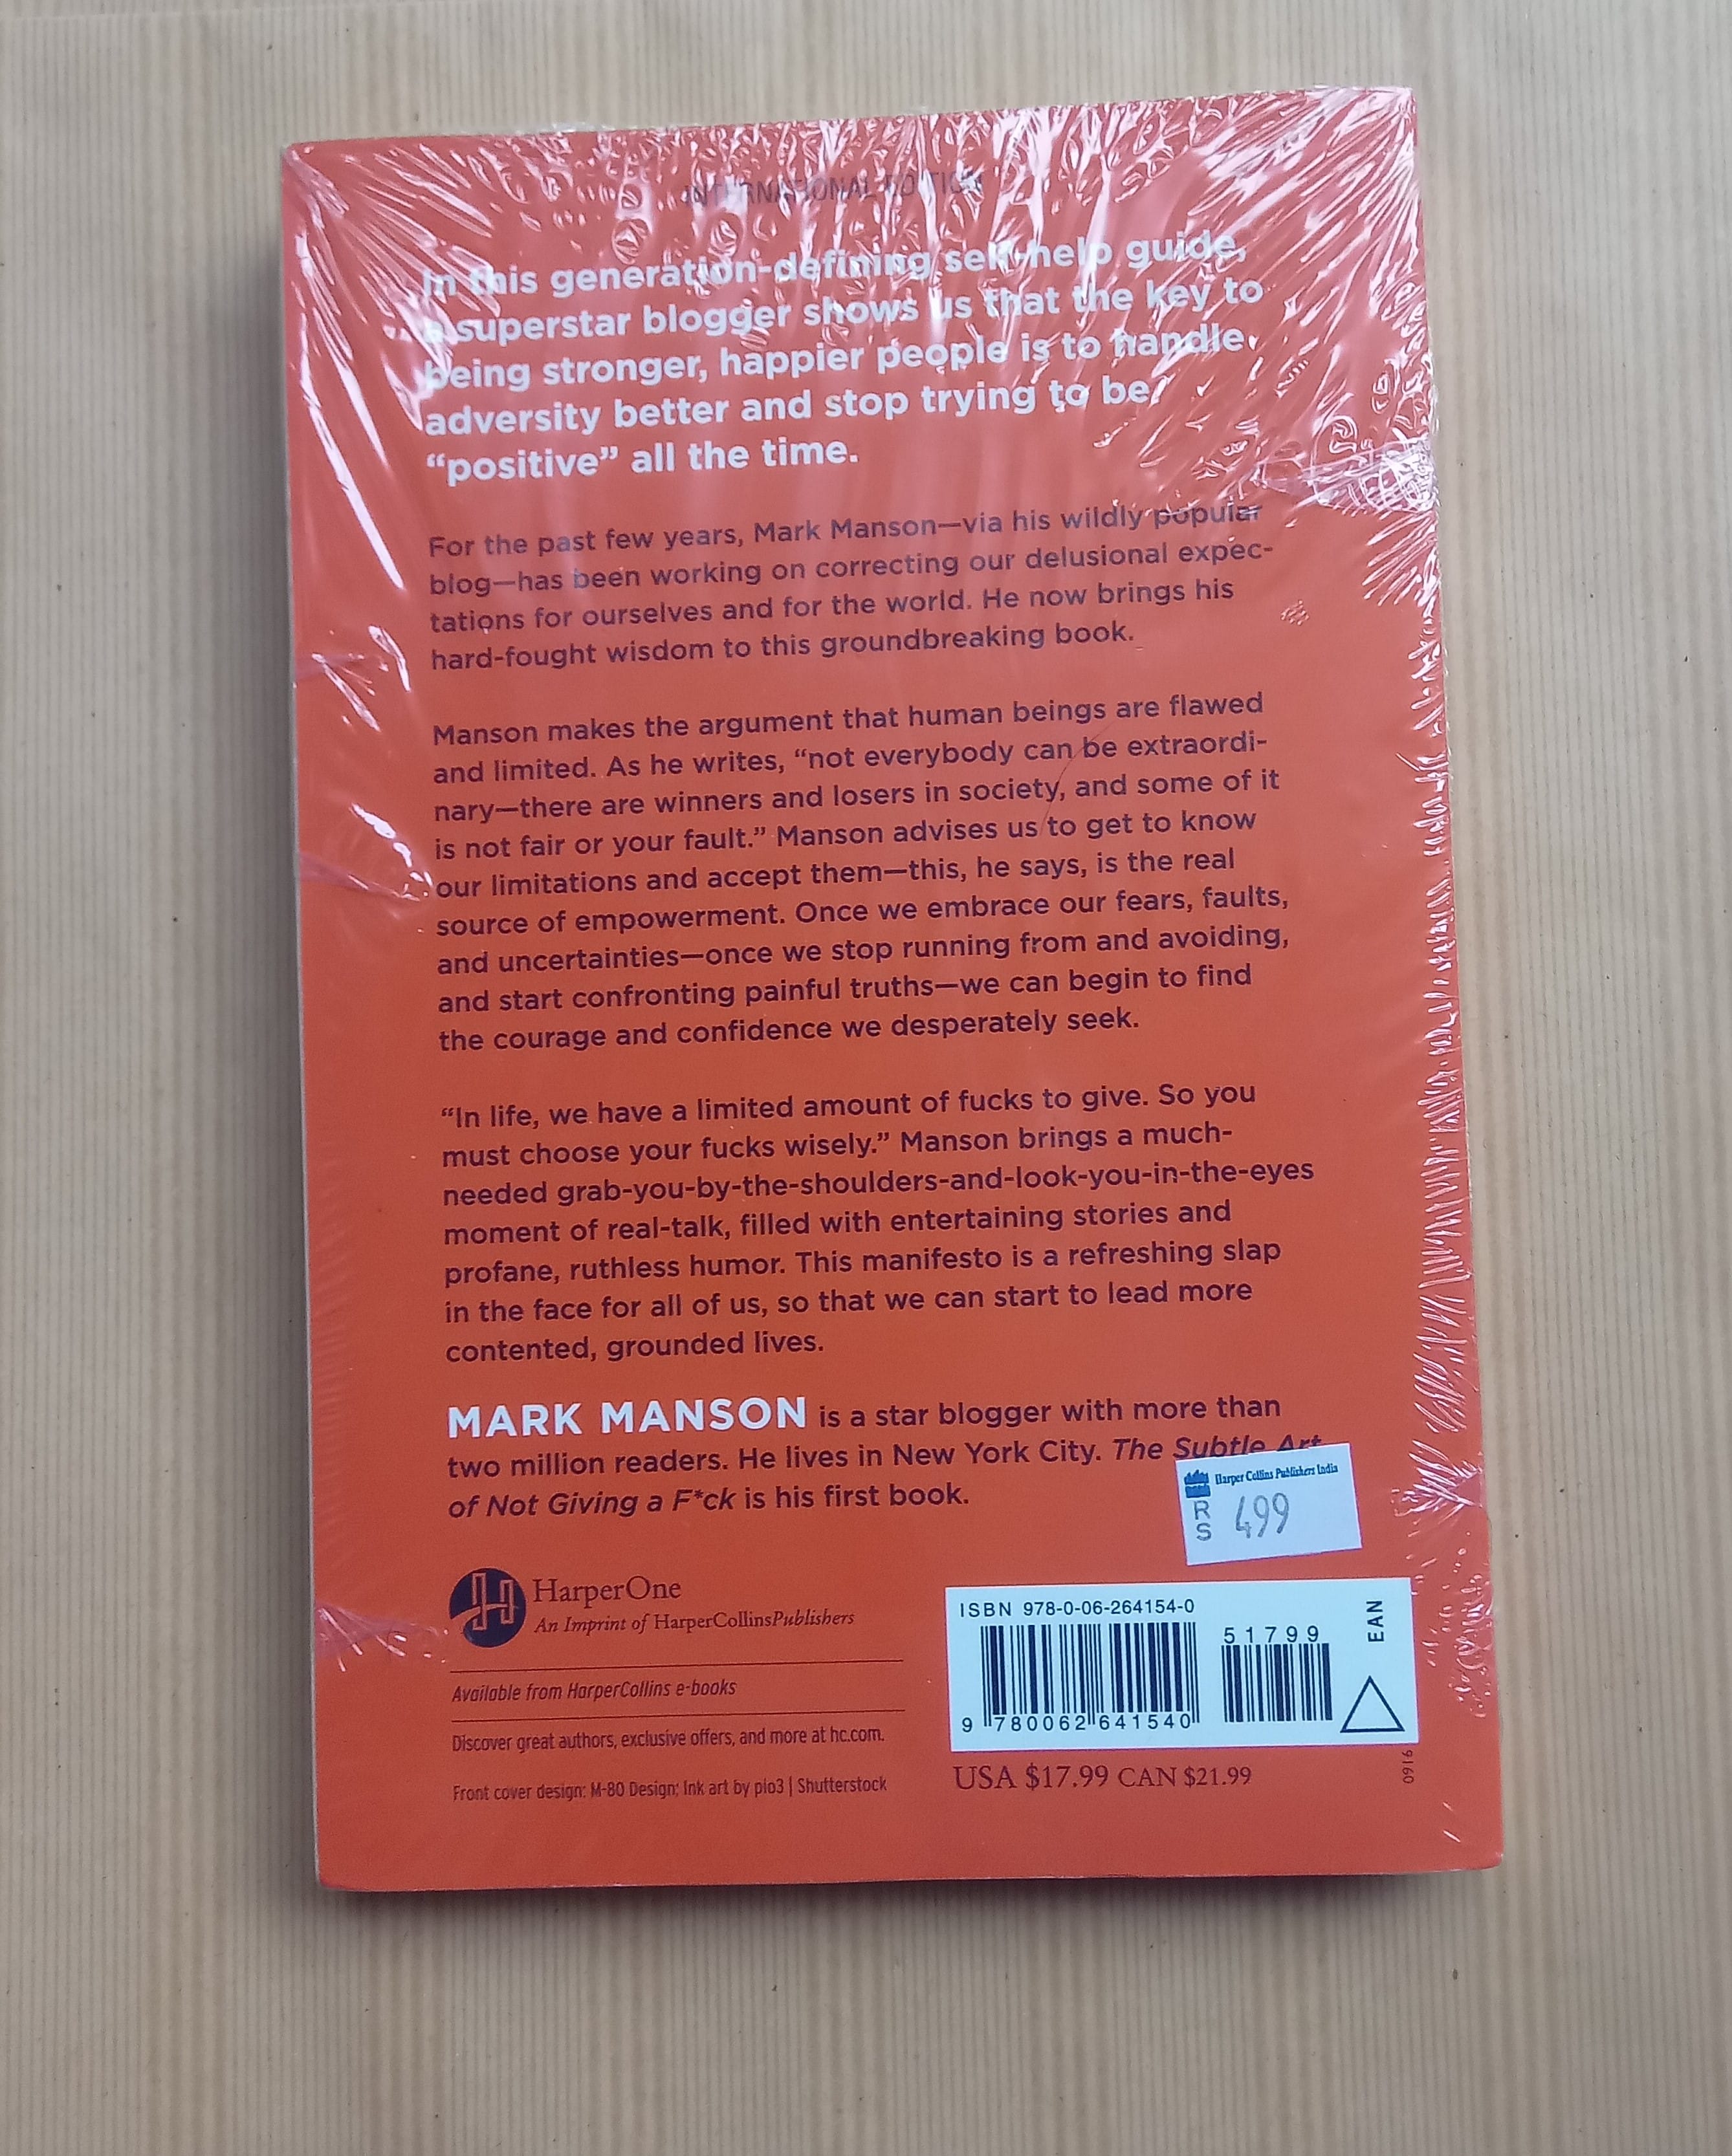 INTERNATIONAL EDITION
In this generation-defining self-help guide,
a superstar blogger shows us that the key to
being stronger, happier people is to handle
adversity better and stop trying to be
“positive” all the time.
For the past few years, Mark Manson—via his wildly popular
blog—has been working on correcting our delusional expec-
tations for ourselves and for the world. He now brings his
hard-fought wisdom to this groundbreaking book.
Manson makes the argument that human beings are flawed
and limited. As he writes, “not everybody can be extraordi-
nary—there are winners and losers in society, and some of it
is not fair or your fault.” Manson advises us to get to know
our limitations and accept them—this, he says, is the real
source of empowerment. Once we embrace our fears, faults,
and uncertainties—once we stop running from and avoiding,
and start confronting painful truths—we can begin to find
the courage and confidence we desperately seek.
“In life, we have a limited amount of fucks to give. So you
must choose your fucks wisely.” Manson brings a much-
needed grab-you-by-the-shoulders-and-look-you-in-the-eyes
moment of real-talk, filled with entertaining stories and
profane, ruthless humor. This manifesto is a refreshing slap
in the face for all of us, so that we can start to lead more
contented, grounded lives.
MARK MANSON is a star blogger with more than
two million readers. He lives in New York City. The Subtle Art
of Not Giving a F*ck is his first book.
Harper Collins Publishers India
RS 499
HarperOne
An Imprint of HarperCollinsPublishers
Available from HarperCollins e-books
Discover great authors, exclusive offers, and more at hc.com.
Front cover design: M-80 Design; Ink art by pio3 | Shutterstock
ISBN 978-0-06-264154-0
51799
EAN
9 780062 641540
USA $17.99 CAN $21.99
0916